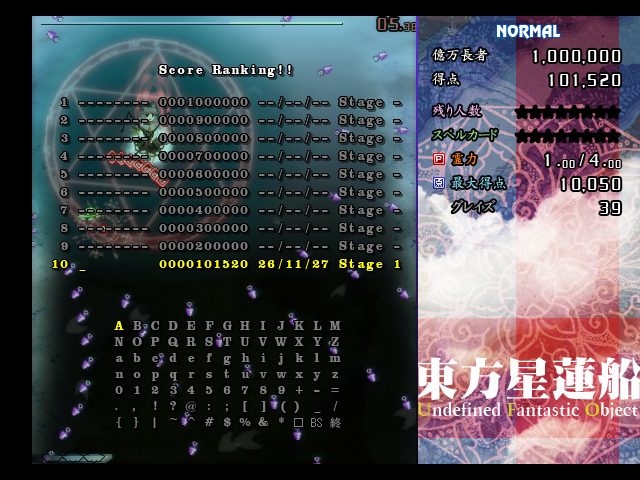 05.36
Score Ranking!!
1 -------- 0001000000 --/--/-- Stage -
2 -------- 0000900000 --/--/-- Stage -
3 -------- 0000800000 --/--/-- Stage -
4 -------- 0000700000 --/--/-- Stage -
5 -------- 0000600000 --/--/-- Stage -
6 -------- 0000500000 --/--/-- Stage -
7 -------- 0000400000 --/--/-- Stage -
8 -------- 0000300000 --/--/-- Stage -
9 -------- 0000200000 --/--/-- Stage -
10 _ 0000101520 26/11/27 Stage 1
A B C D E F G H I J K L M
N O P Q R S T U V W X Y Z
a b c d e f g h i j k l m
n o p q r s t u v w x y z
0 1 2 3 4 5 6 7 8 9 + - =
. , ! ? @ : ; [ ] ( ) _ /
{ } | ~ ^ # $ % & * □ BS 終
NORMAL
億万長者 1,000,000
得点 101,520
残り人数 ★★★★★★★★
スペルカード ★★★★★★★★
P 霊力 1.00/4.00
点 最大得点 10,050
グレイズ 39
東方星蓮船
Undefined Fantastic Object